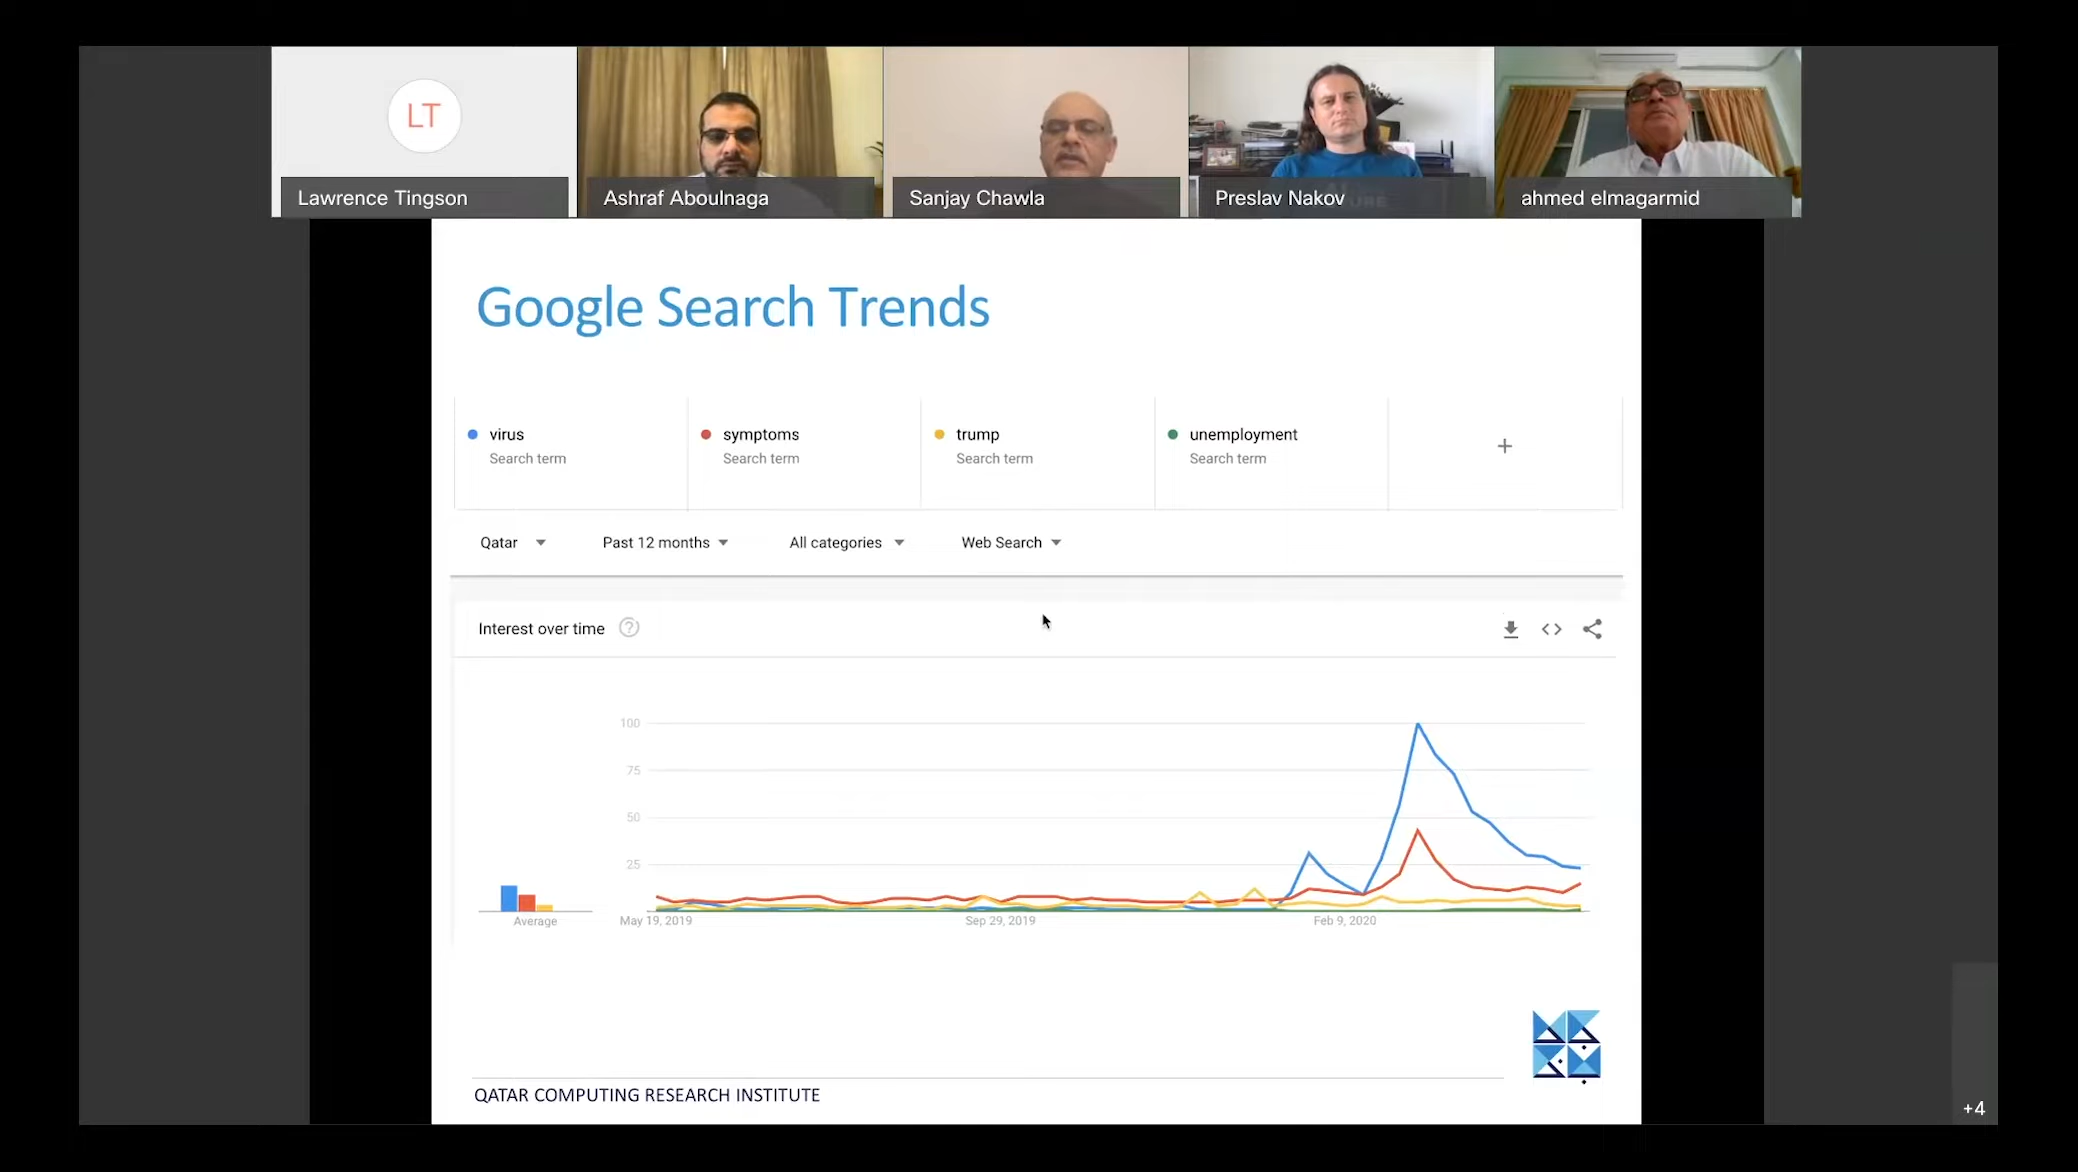 LT
Lawrence Tingson
Ashraf Aboulnaga
Sanjay Chawla
Preslav Nakov
ahmed elmagarmid
Google Search Trends
virus
Search term
symptoms
Search term
trump
Search term
unemployment
Search term
+
Qatar
Past 12 months
All categories
Web Search
Interest over time
?
<>
100
75
50
25
Average
May 19, 2019
Sep 29, 2019
Feb 9, 2020
QATAR COMPUTING RESEARCH INSTITUTE
+4